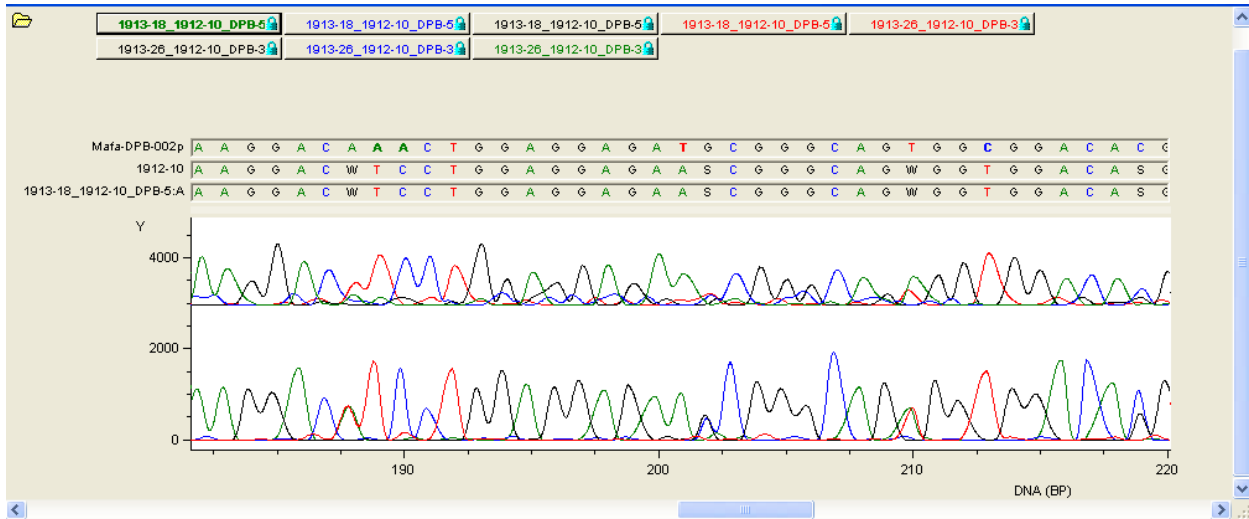 1913-18_1912-10_DPB-5 1913-18_1912-10_DPB-5 1913-18_1912-10_DPB-5 1913-18_1912-10_DPB-5 1913-26_1912-10_DPB-3
1913-26_1912-10_DPB-3 1913-26_1912-10_DPB-3 1913-26_1912-10_DPB-3
Mafa-DPB-002p A A G G A C A A A C T G G A G G A G A T G C G G G C A G T G G C G G A C A C G
1912-10 A A G G A C W T C C T G G A G G A G A A S C G G G C A G W G G T G G A C A S G
1913-18_1912-10_DPB-5:A A A G G A C W T C C T G G A G G A G A A S C G G G C A G W G G T G G A C A S G
Y
4000
2000
0
190 200 210 220
DNA (BP)